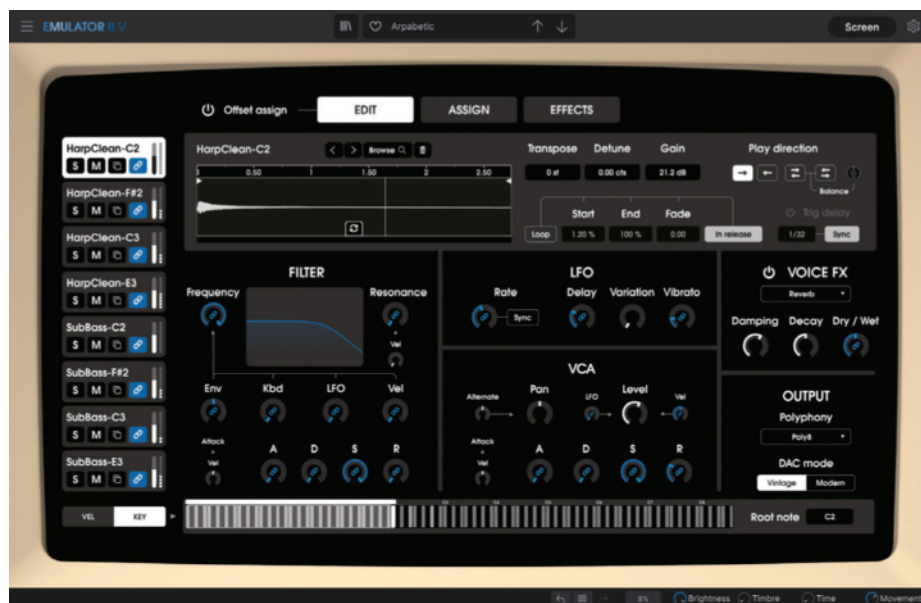 EMULATOR II V
Arpabetic
Screen
Offset assign
EDIT
ASSIGN
EFFECTS
HarpClean-C2
S M
HarpClean-F#2
S M
HarpClean-C3
S M
HarpClean-E3
S M
SubBass-C2
S M
SubBass-F#2
S M
SubBass-C3
S M
SubBass-E3
S M
VEL KEY
HarpClean-C2
Browse
0.50 1 1.50 2 2.50
Transpose Detune Gain
0 st 0.00 cts 21.2 dB
Start End Fade
Loop 1.20 % 100 % 0.00 In release
Play direction
Balance
Trig delay
1/32 Sync
FILTER
Frequency
Resonance
Vel
Env Kbd LFO Vel
Attack
Vel
A D S R
LFO
Rate Delay Variation Vibrato
Sync
VCA
Alternate Pan LFO Level Vel
Attack
Vel
A D S R
VOICE FX
Reverb
Damping Decay Dry / Wet
OUTPUT
Polyphony
Poly8
DAC mode
Vintage Modern
C3 C4 C5 C6 C7 C8
Root note C2
8% Brightness Timbre Time Movement